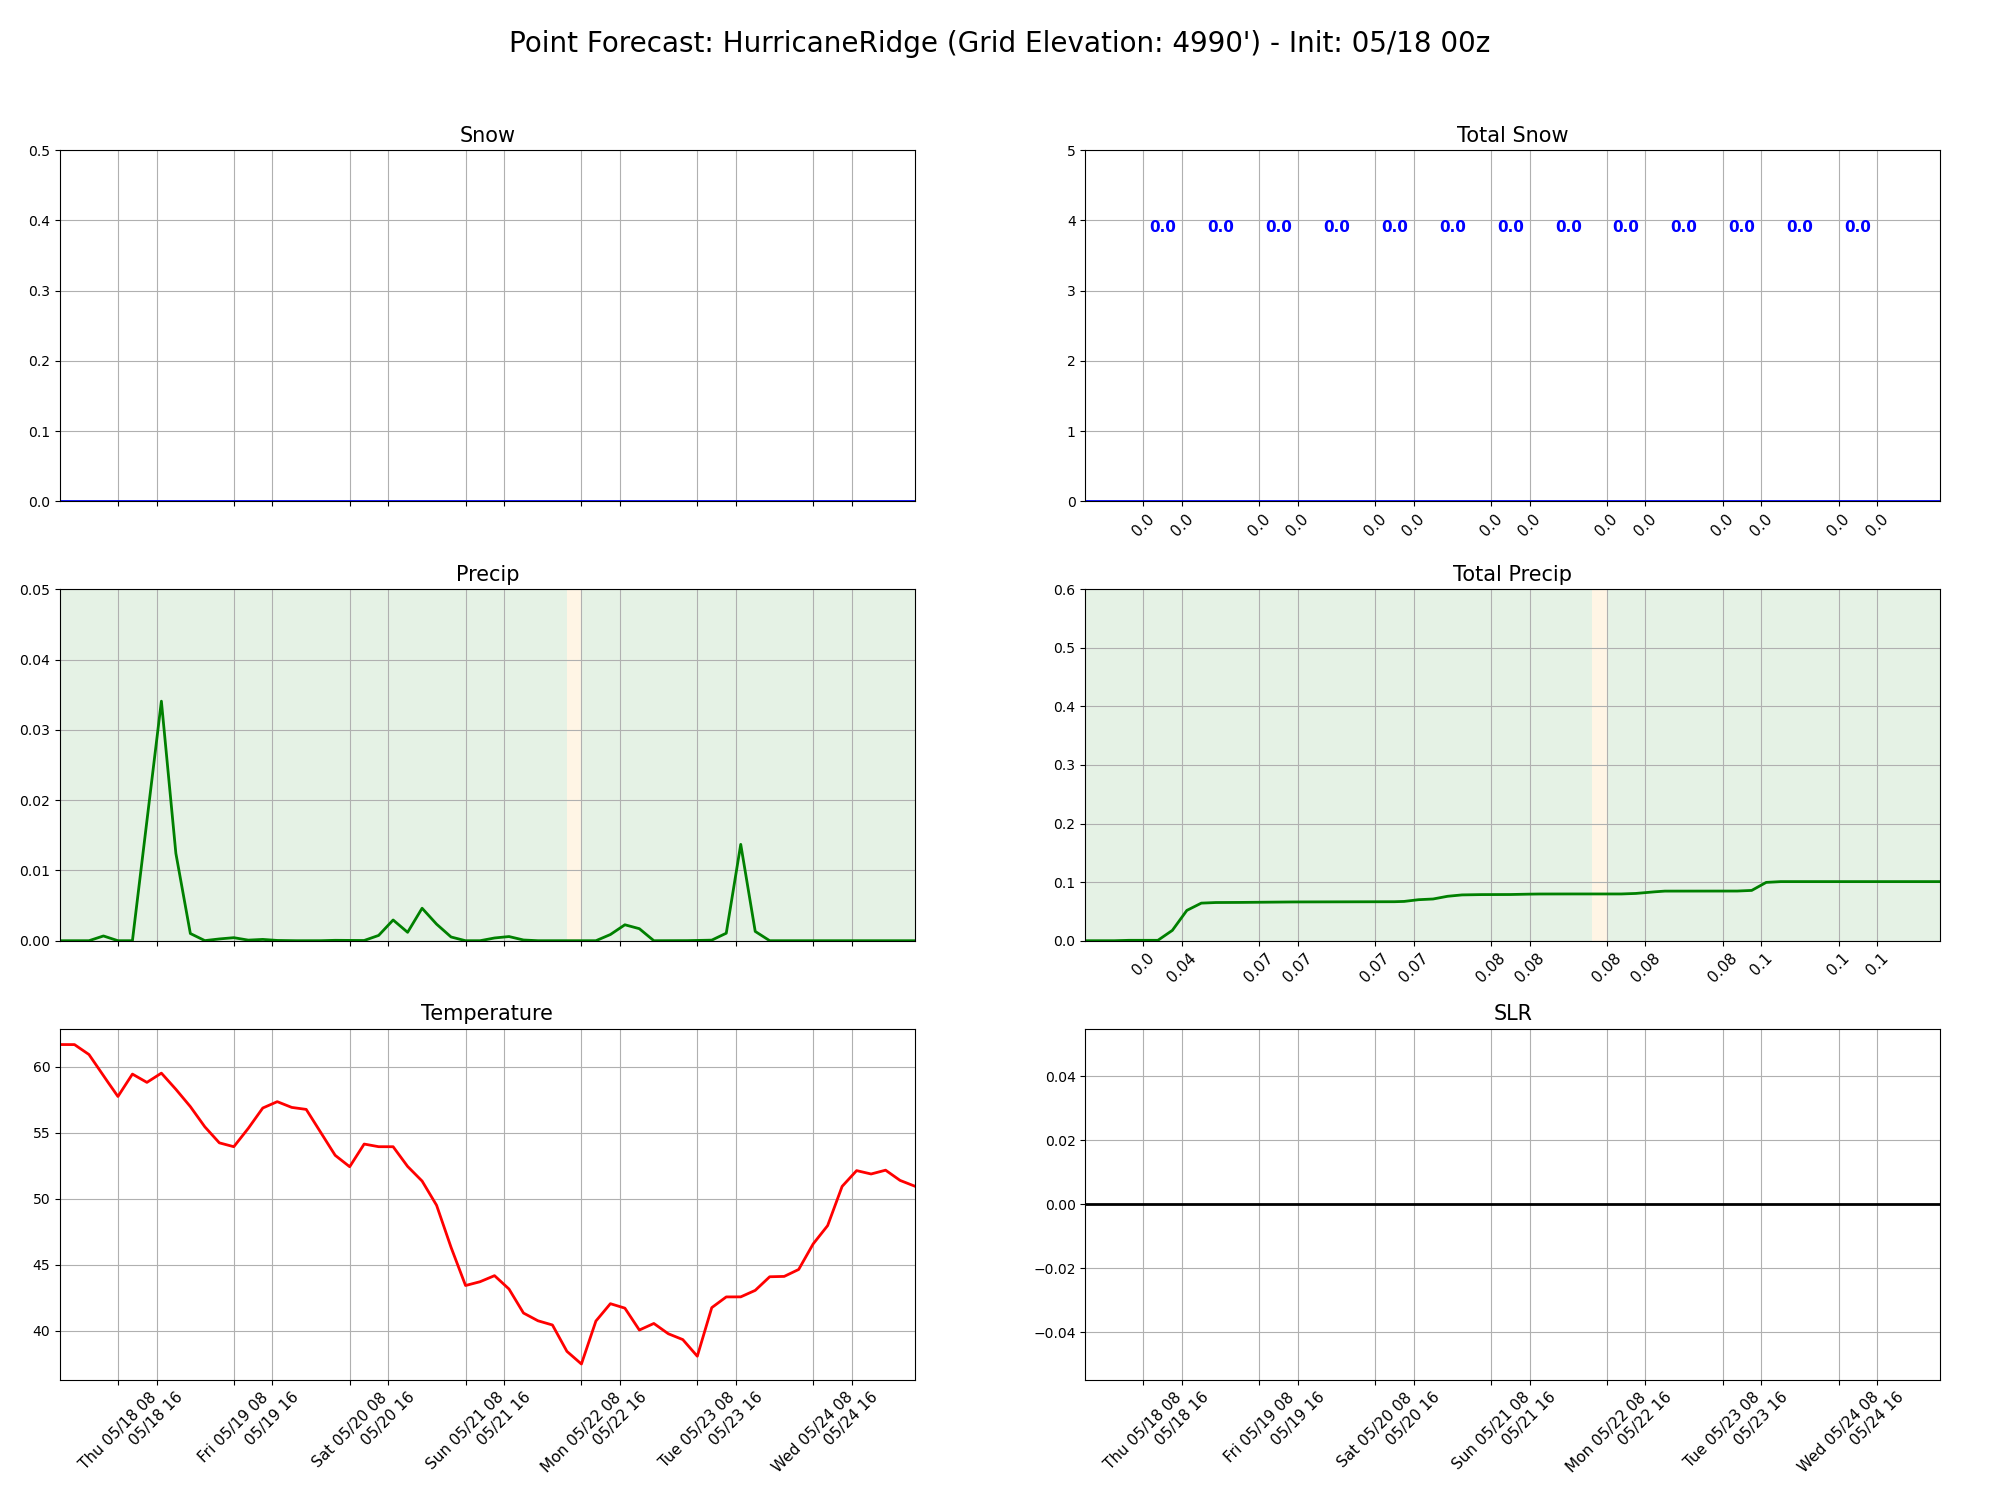 Point Forecast: HurricaneRidge (Grid Elevation: 4990') - Init: 05/18 00z
Snow
0.5
0.4
0.3
0.2
0.1
0.0
Total Snow
5
4
3
2
1
0
0.0 0.0 0.0 0.0 0.0 0.0 0.0 0.0 0.0 0.0 0.0 0.0 0.0
0.0 0.0 0.0 0.0 0.0 0.0 0.0 0.0 0.0 0.0 0.0 0.0 0.0 0.0
Precip
0.05
0.04
0.03
0.02
0.01
0.00
Total Precip
0.6
0.5
0.4
0.3
0.2
0.1
0.0
0.0 0.04 0.07 0.07 0.07 0.07 0.08 0.08 0.08 0.08 0.08 0.1 0.1 0.1
Temperature
60
55
50
45
40
Thu 05/18 08
05/18 16
Fri 05/19 08
05/19 16
Sat 05/20 08
05/20 16
Sun 05/21 08
05/21 16
Mon 05/22 08
05/22 16
Tue 05/23 08
05/23 16
Wed 05/24 08
05/24 16
SLR
0.04
0.02
0.00
−0.02
−0.04
Thu 05/18 08
05/18 16
Fri 05/19 08
05/19 16
Sat 05/20 08
05/20 16
Sun 05/21 08
05/21 16
Mon 05/22 08
05/22 16
Tue 05/23 08
05/23 16
Wed 05/24 08
05/24 16